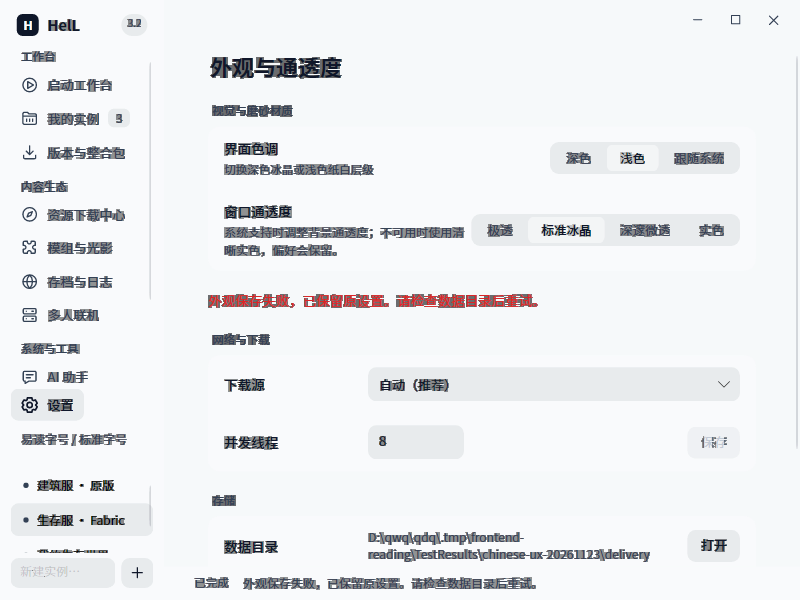 HelL
工作台
启动工作台
我的实例
版本与整合包
内容生态
资源下载中心
模组与光影
存档与日志
多人联机
系统与工具
AI 助手
设置
易读字号 / 标准字号
建筑服 · 原版
生存服 · Fabric
新建实例…
外观与通透度
界面色调
切换深色冰晶或浅色纸白层级
深色
浅色
跟随系统
窗口通透度
系统支持时调整背景通透度；不可用时使用清
晰实色，偏好会保留。
极透
标准冰晶
深邃微透
实色
外观保存失败，已保留原设置。请检查数据目录后重试。
网络与下载
下载源
自动（推荐）
并发线程
8
保存
存储
数据目录
D:\qwq\qdq\.tmp\frontend-
reading\TestResults\chinese-ux-20261123\delivery
打开
已完成
外观保存失败，已保留原设置。请检查数据目录后重试。